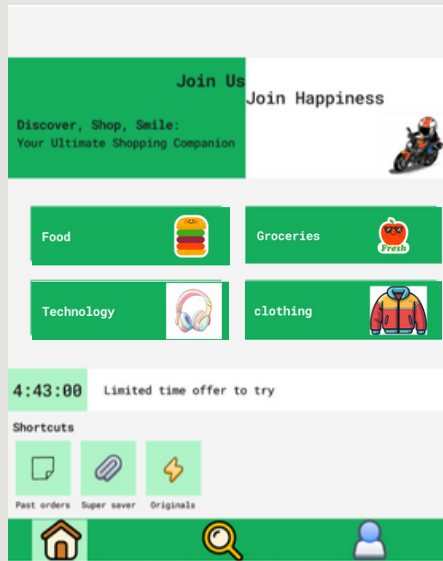 Join Us
Join Happiness
Discover, Shop, Smile:
Your Ultimate Shopping Companion
Food
Groceries
Fresh
Technology
clothing
4:43:00
Limited time offer to try
Shortcuts
Past orders
Super saver
Originals